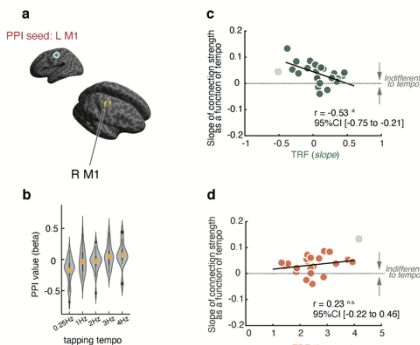 a
PPI seed: L M1
R M1
b
PPI value (beta)
0.5
0
-0.5
0.25Hz
1Hz
2Hz
3Hz
4Hz
tapping tempo
c
Slope of connection strength
as a function of tempo
0.2
0.1
0
-0.1
Indifferent
to tempo
r = -0.53 *
95%CI [-0.75 to -0.21]
-1
-0.5
0
0.5
1
TRF (slope)
d
Slope of connection strength
as a function of tempo
0.2
0.1
0
-0.1
Indifferent
to tempo
r = 0.23 n.s.
95%CI [-0.22 to 0.46]
0
1
2
3
4
5